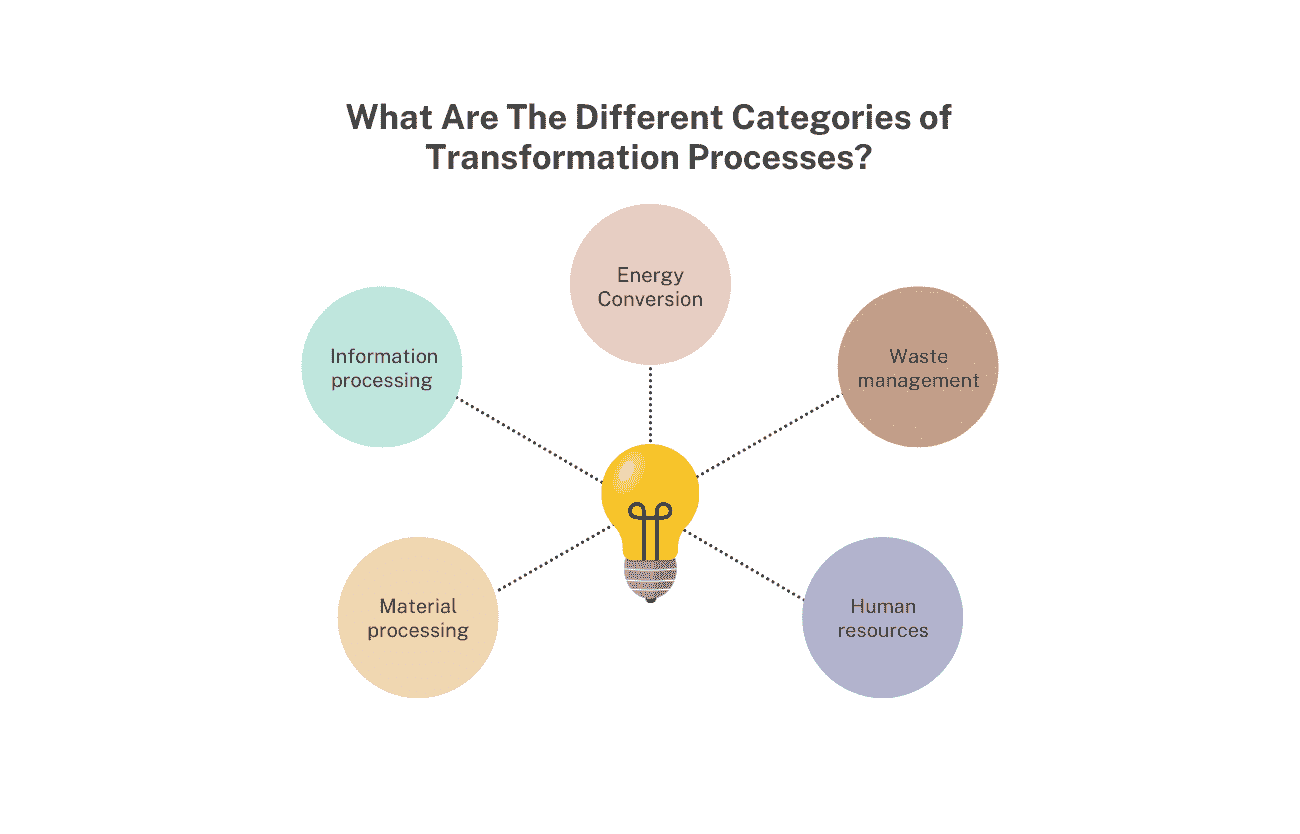 What Are The Different Categories of
Transformation Processes?
Energy
Conversion
Information
processing
Waste
management
Material
processing
Human
resources